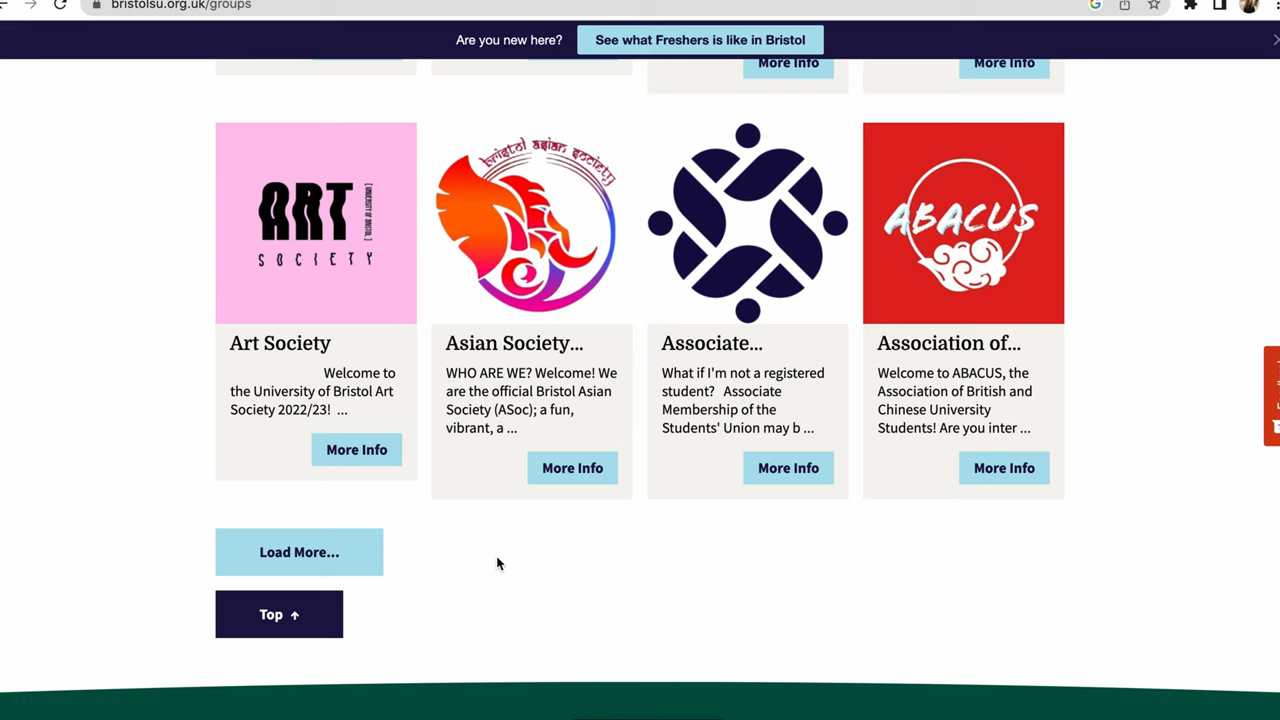 bristolsu.org.uk/groups
Are you new here?
See what Freshers is like in Bristol
More Info
More Info
ART
[UNIVERSITY OF BRISTOL]
SOCIETY
bristol asian society
ABACUS
Art Society
Welcome to
the University of Bristol Art
Society 2022/23! ...
More Info
Asian Society...
WHO ARE WE? Welcome! We
are the official Bristol Asian
Society (ASoc); a fun,
vibrant, a ...
More Info
Associate...
What if I'm not a registered
student? Associate
Membership of the
Students' Union may b ...
More Info
Association of...
Welcome to ABACUS, the
Association of British and
Chinese University
Students! Are you inter ...
More Info
Load More...
Top ↑